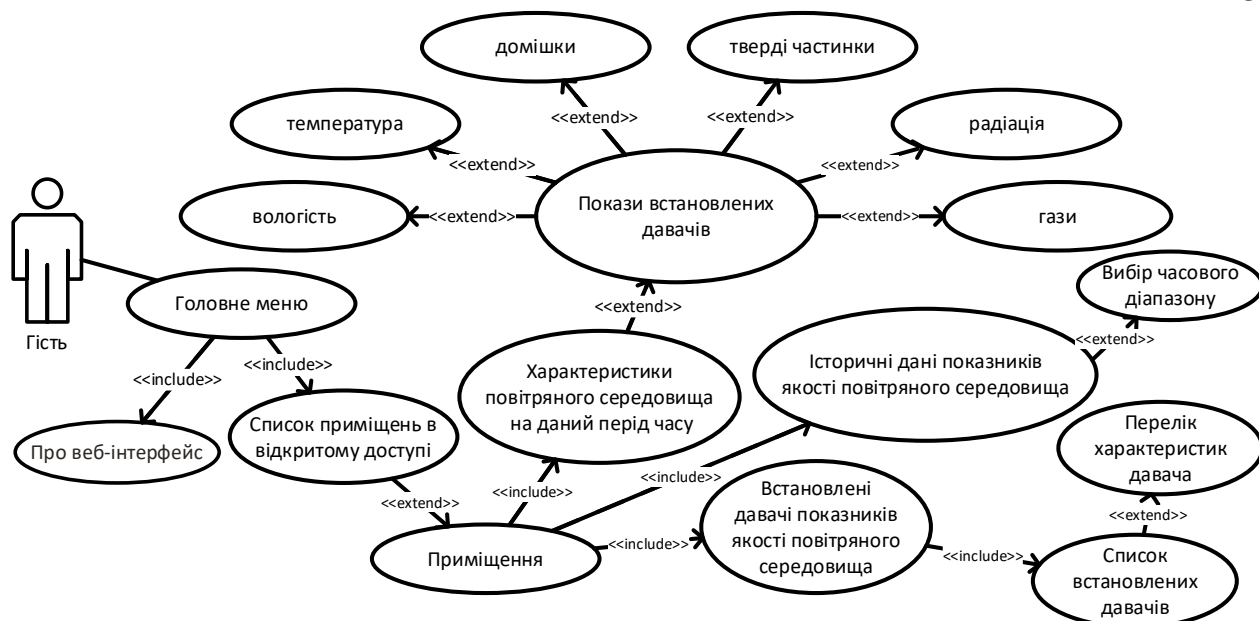 домішки
тверді частинки
<<extend>>
<<extend>>
температура
радіація
<<extend>>
<<extend>>
вологість
<<extend>>
Покази встановлених
давачів
<<extend>>
гази
Головне меню
Гість
<<extend>>
Вибір часового
діапазону
<<extend>>
<<include>>
<<include>>
Характеристики
повітряного середовища
на даний перід часу
Історичні дані показників
якості повітряного середовища
Про веб-інтерфейс
Список приміщень в
відкритому доступі
Перелік
характеристик
давача
<<extend>>
<<include>>
<<include>>
Встановлені
давачі показників
якості повітряного
середовища
<<extend>>
Приміщення
<<include>>
<<include>>
Список
встановлених
давачів